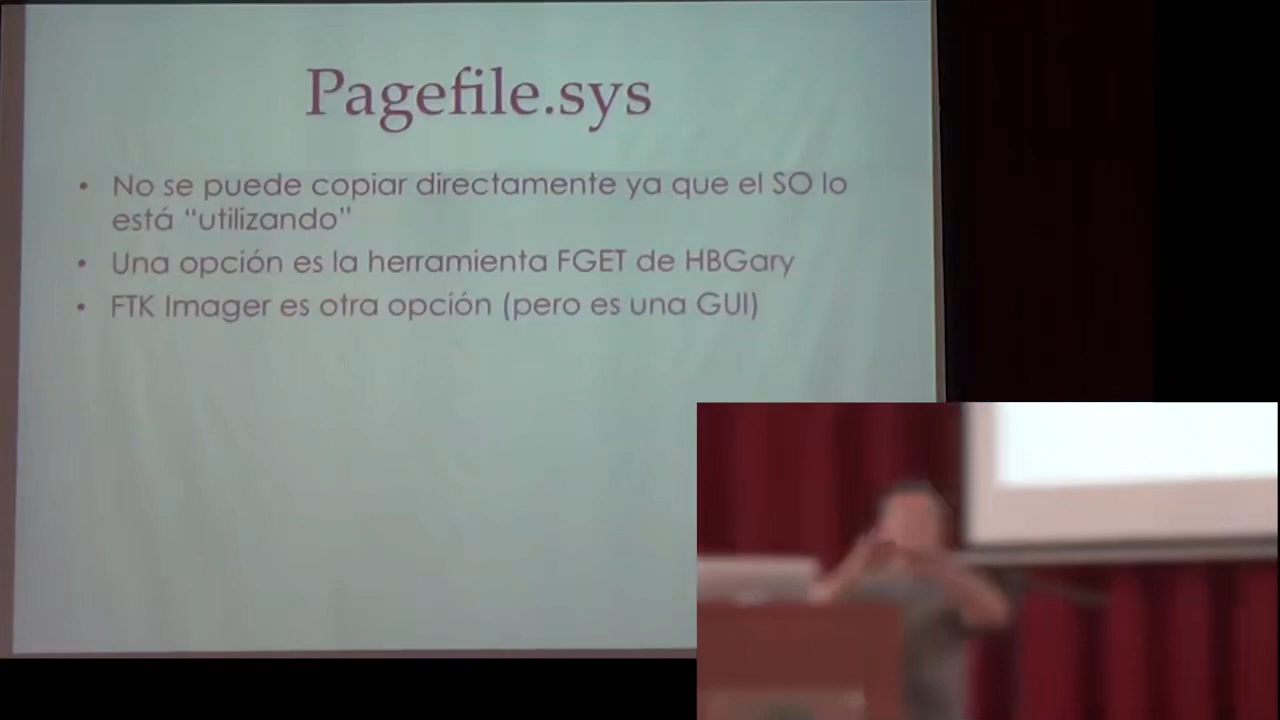 Pagefile.sys
• No se puede copiar directamente ya que el SO lo
está “utilizando”
• Una opción es la herramienta FGET de HBGary
• FTK Imager es otra opción (pero es una GUI)